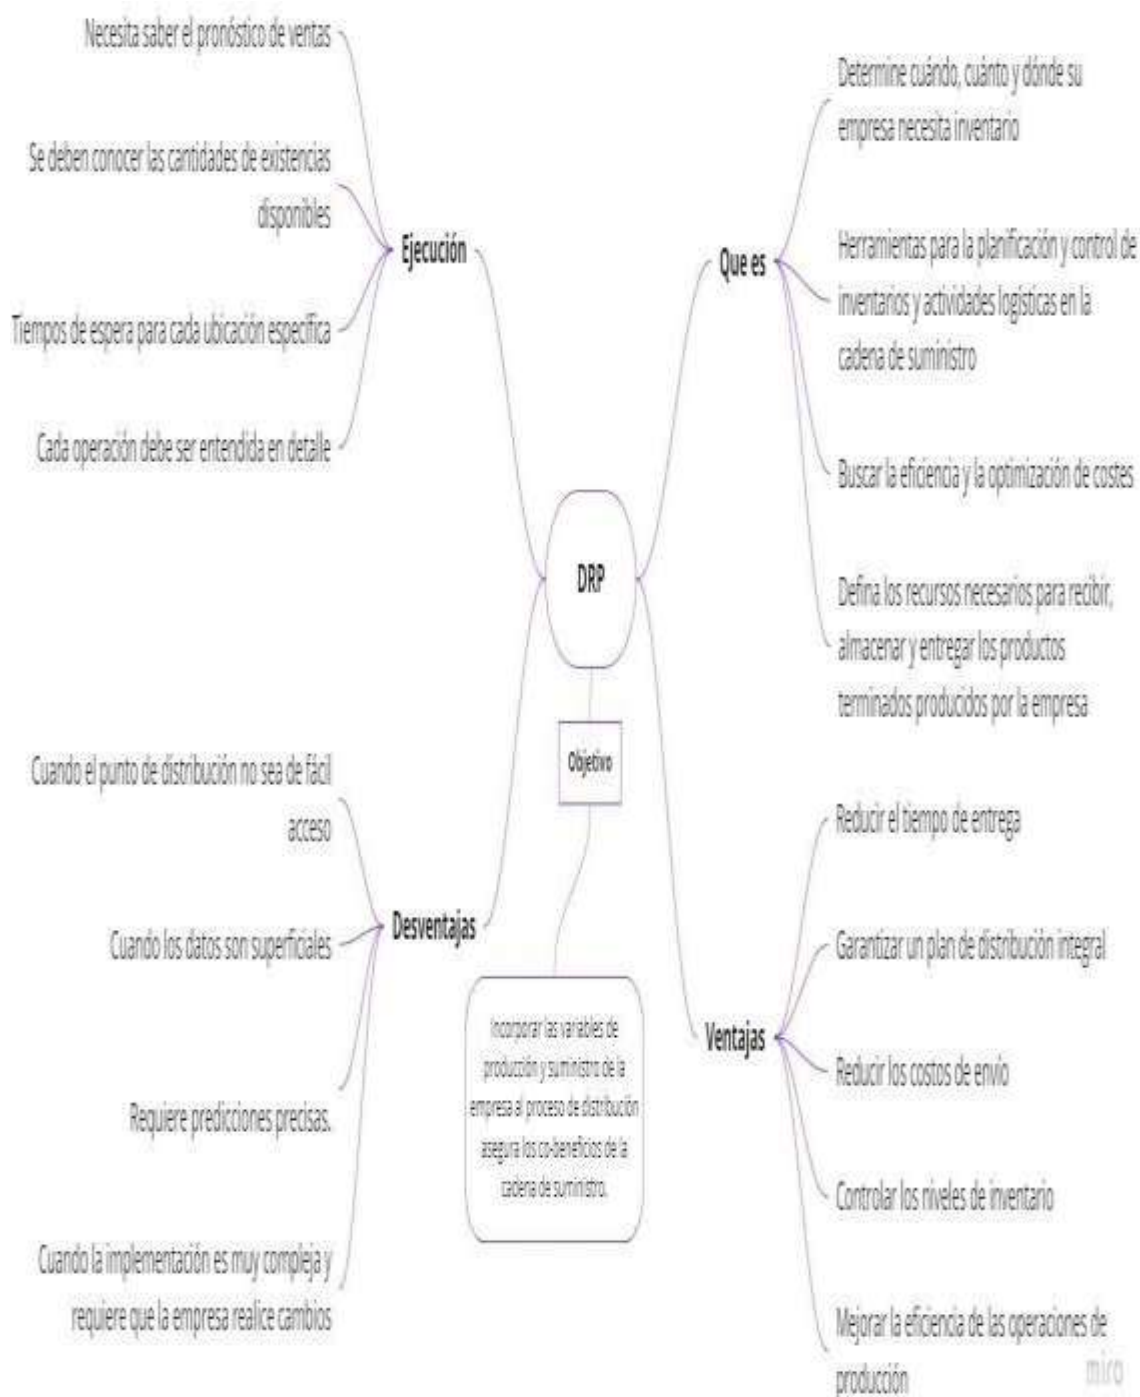 Necesita saber el pronóstico de ventas
Se deben conocer las cantidades de existencias
disponibles
Ejecución
Tiempos de espera para cada ubicación específica
Cada operación debe ser entendida en detalle
Determine cuándo, cuánto y dónde su
empresa necesita inventario
Que es
Herramientas para la planificación y control de
inventarios y actividades logísticas en la
cadena de suministro
Buscar la eficiencia y la optimización de costes
Defina los recursos necesarios para recibir,
almacenar y entregar los productos
terminados producidos por la empresa
DRP
Objetivo
Incorporar las variables de
producción y suministro de la
empresa al proceso de distribución
asegura los co-beneficios de la
cadena de suministro.
Cuando el punto de distribución no sea de fácil
acceso
Desventajas
Cuando los datos son superficiales
Requiere predicciones precisas.
Cuando la implementación es muy compleja y
requiere que la empresa realice cambios
Reducir el tiempo de entrega
Garantizar un plan de distribución integral
Ventajas
Reducir los costos de envío
Controlar los niveles de inventario
Mejorar la eficiencia de las operaciones de
producción
miro